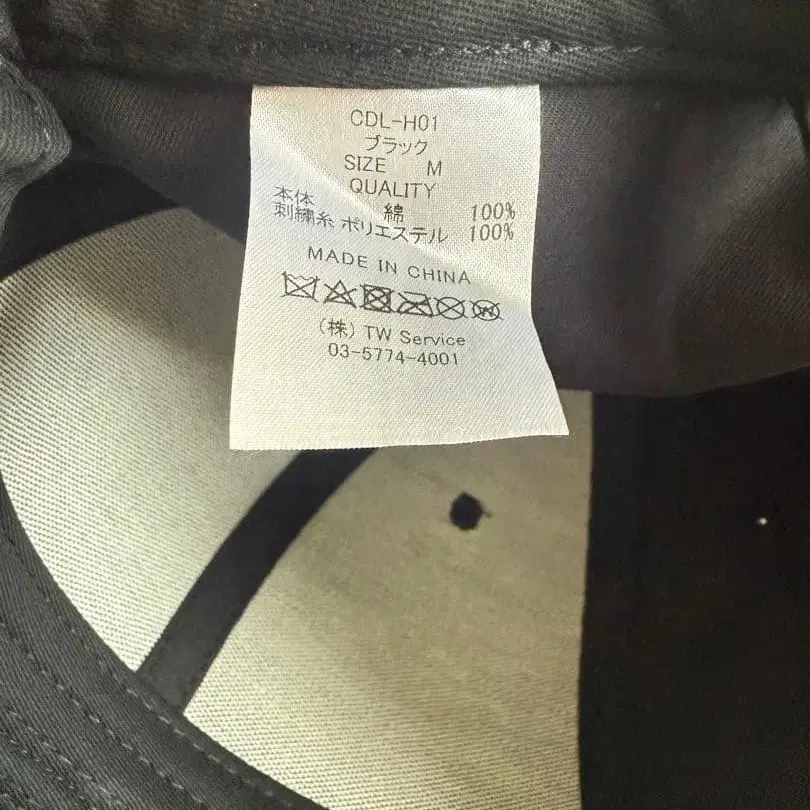 CDL-H01
ブラック
SIZE M
QUALITY
本体 綿 100%
刺繍糸 ポリエステル 100%
MADE IN CHINA
(株) TW Service
03-5774-4001